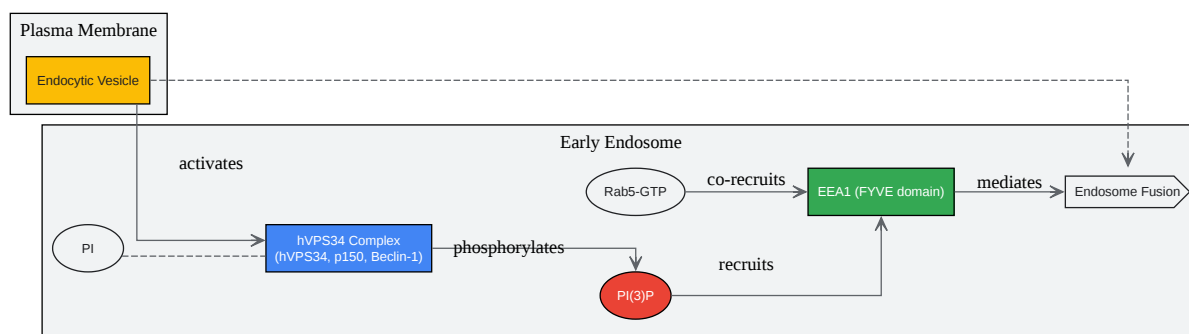 Plasma Membrane
Endocytic Vesicle
Early Endosome
activates
Rab5-GTP
co-recruits
EEA1 (FYVE domain)
mediates
Endosome Fusion
PI
hVPS34 Complex
(hVPS34, p150, Beclin-1)
phosphorylates
recruits
PI(3)P